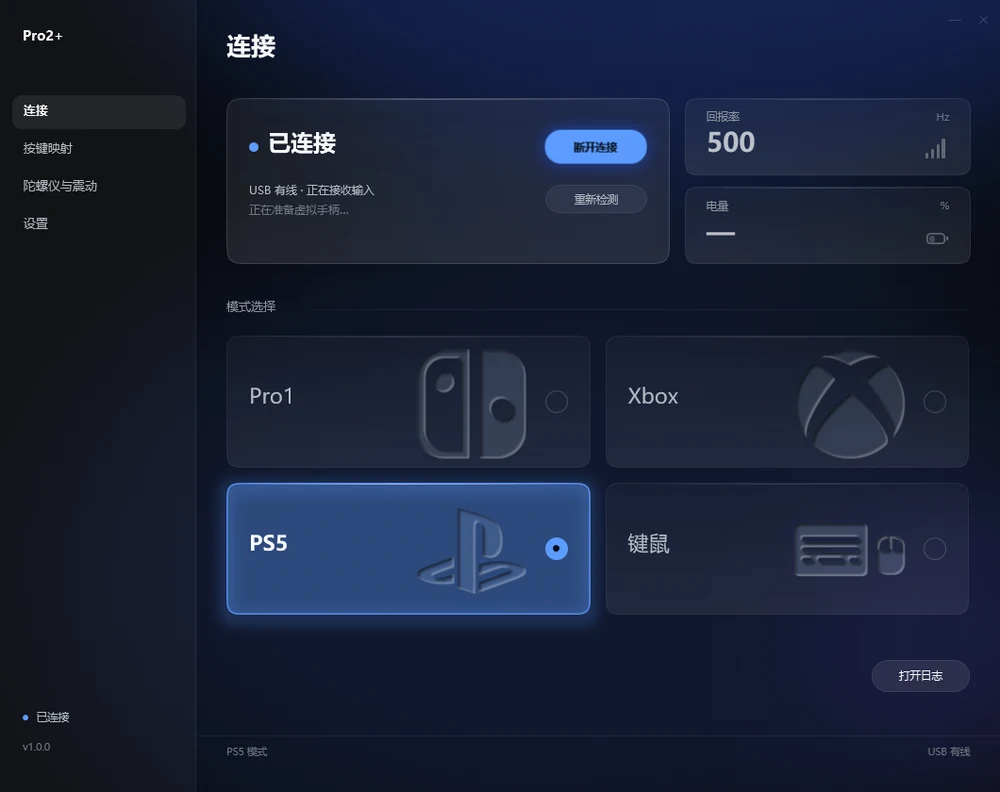 Pro2+
连接
按键映射
陀螺仪与震动
设置
已连接
v1.0.0
连接
已连接
USB 有线 · 正在接收输入
正在准备虚拟手柄...
断开连接
重新检测
回报率
Hz
500
电量
%
—
模式选择
Pro1
Xbox
PS5
键鼠
打开日志
PS5 模式
USB 有线